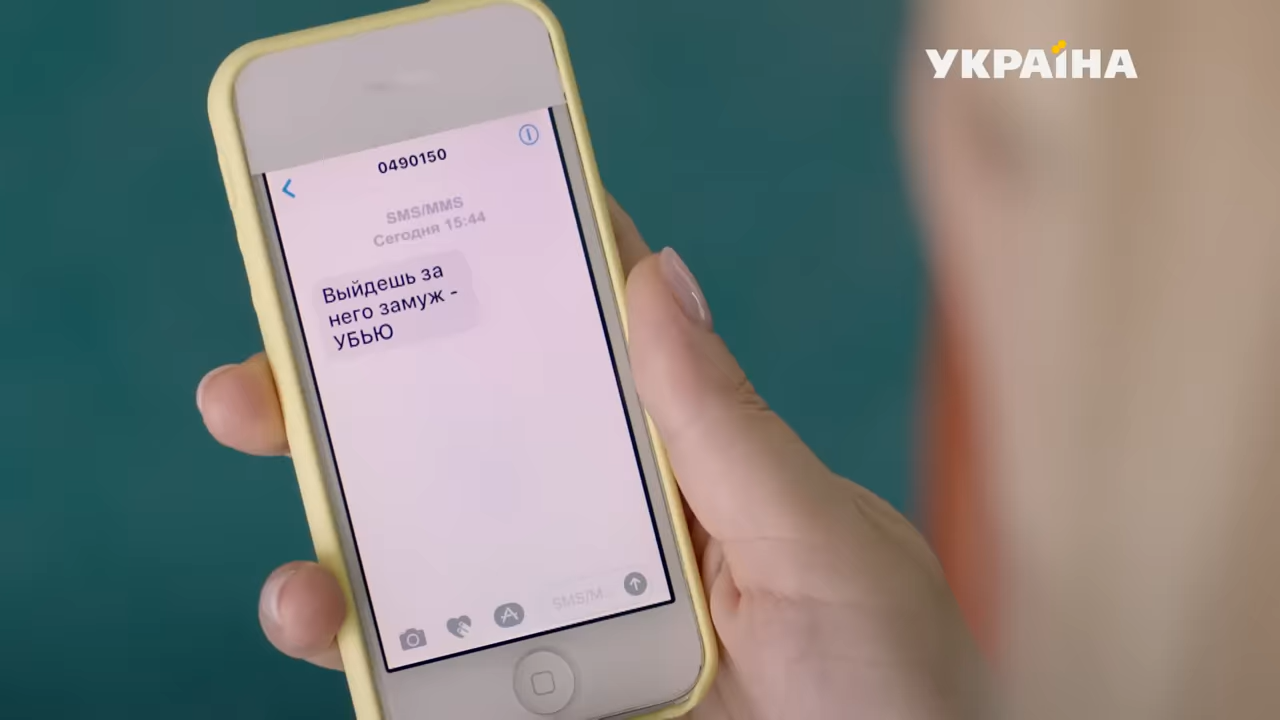 УКРАЇНА
0490150
SMS/MMS
Сегодня 15:44
Выйдешь за
него замуж -
УБЬЮ
SMS/M